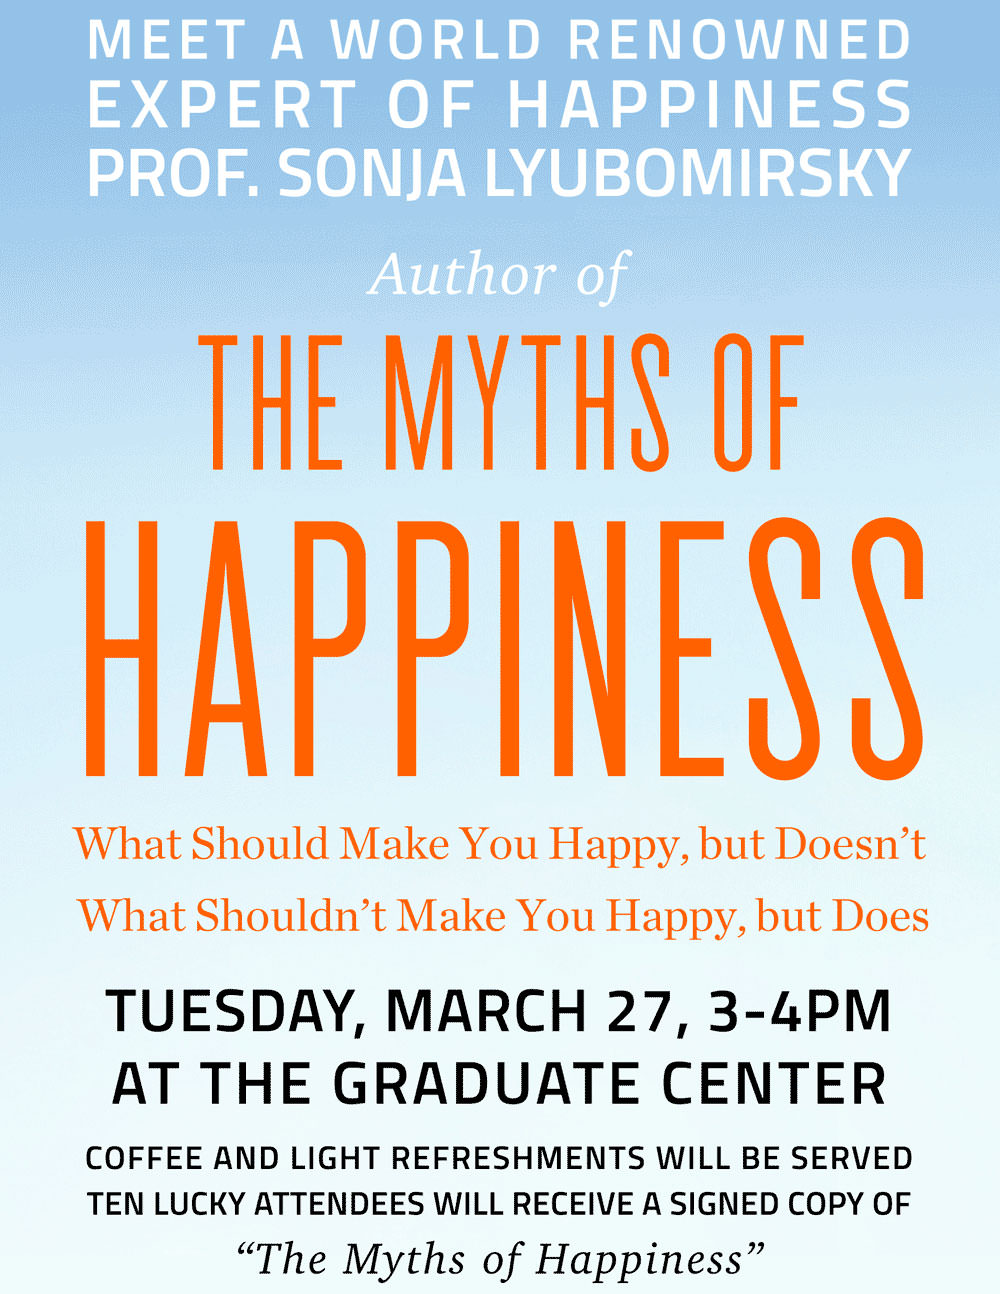 MEET A WORLD RENOWNED
EXPERT OF HAPPINESS
PROF. SONJA LYUBOMIRSKY
Author of
THE MYTHS OF
HAPPINESS
What Should Make You Happy, but Doesn’t
What Shouldn’t Make You Happy, but Does
TUESDAY, MARCH 27, 3-4PM
AT THE GRADUATE CENTER
COFFEE AND LIGHT REFRESHMENTS WILL BE SERVED
TEN LUCKY ATTENDEES WILL RECEIVE A SIGNED COPY OF
“The Myths of Happiness”